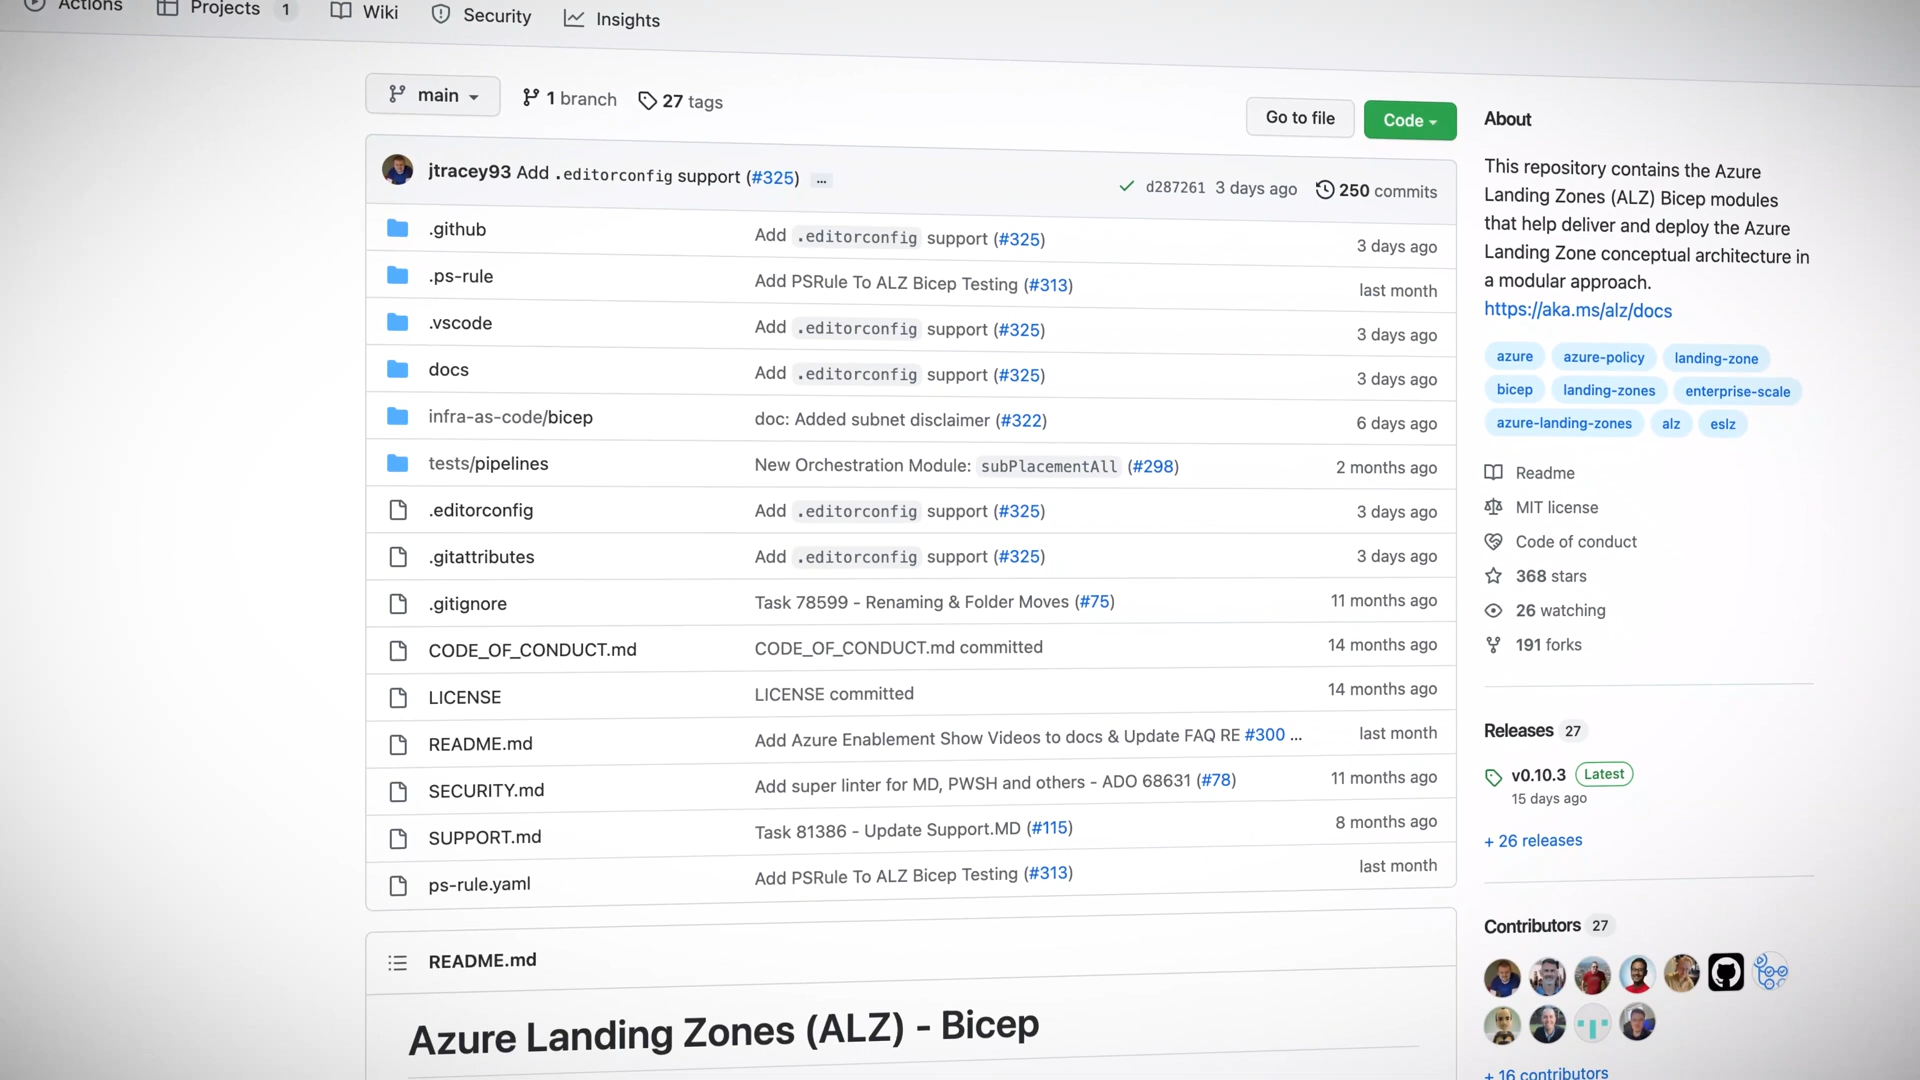 Actions Projects 1 Wiki Security Insights
main 1 branch 27 tags Go to file Code
jtracey93 Add .editorconfig support (#325) ... d287261 3 days ago 250 commits
.github Add .editorconfig support (#325) 3 days ago
.ps-rule Add PSRule To ALZ Bicep Testing (#313) last month
.vscode Add .editorconfig support (#325) 3 days ago
docs Add .editorconfig support (#325) 3 days ago
infra-as-code/bicep doc: Added subnet disclaimer (#322) 6 days ago
tests/pipelines New Orchestration Module: subPlacementAll (#298) 2 months ago
.editorconfig Add .editorconfig support (#325) 3 days ago
.gitattributes Add .editorconfig support (#325) 3 days ago
.gitignore Task 78599 - Renaming & Folder Moves (#75) 11 months ago
CODE_OF_CONDUCT.md CODE_OF_CONDUCT.md committed 14 months ago
LICENSE LICENSE committed 14 months ago
README.md Add Azure Enablement Show Videos to docs & Update FAQ RE #300 ... last month
SECURITY.md Add super linter for MD, PWSH and others - ADO 68631 (#78) 11 months ago
SUPPORT.md Task 81386 - Update Support.MD (#115) 8 months ago
ps-rule.yaml Add PSRule To ALZ Bicep Testing (#313) last month
README.md
Azure Landing Zones (ALZ) - Bicep
About
This repository contains the Azure
Landing Zones (ALZ) Bicep modules
that help deliver and deploy the Azure
Landing Zone conceptual architecture in
a modular approach.
https://aka.ms/alz/docs
azure azure-policy landing-zone
bicep landing-zones enterprise-scale
azure-landing-zones alz eslz
Readme
MIT license
Code of conduct
368 stars
26 watching
191 forks
Releases 27
v0.10.3 Latest
15 days ago
+ 26 releases
Contributors 27
+ 16 contributors